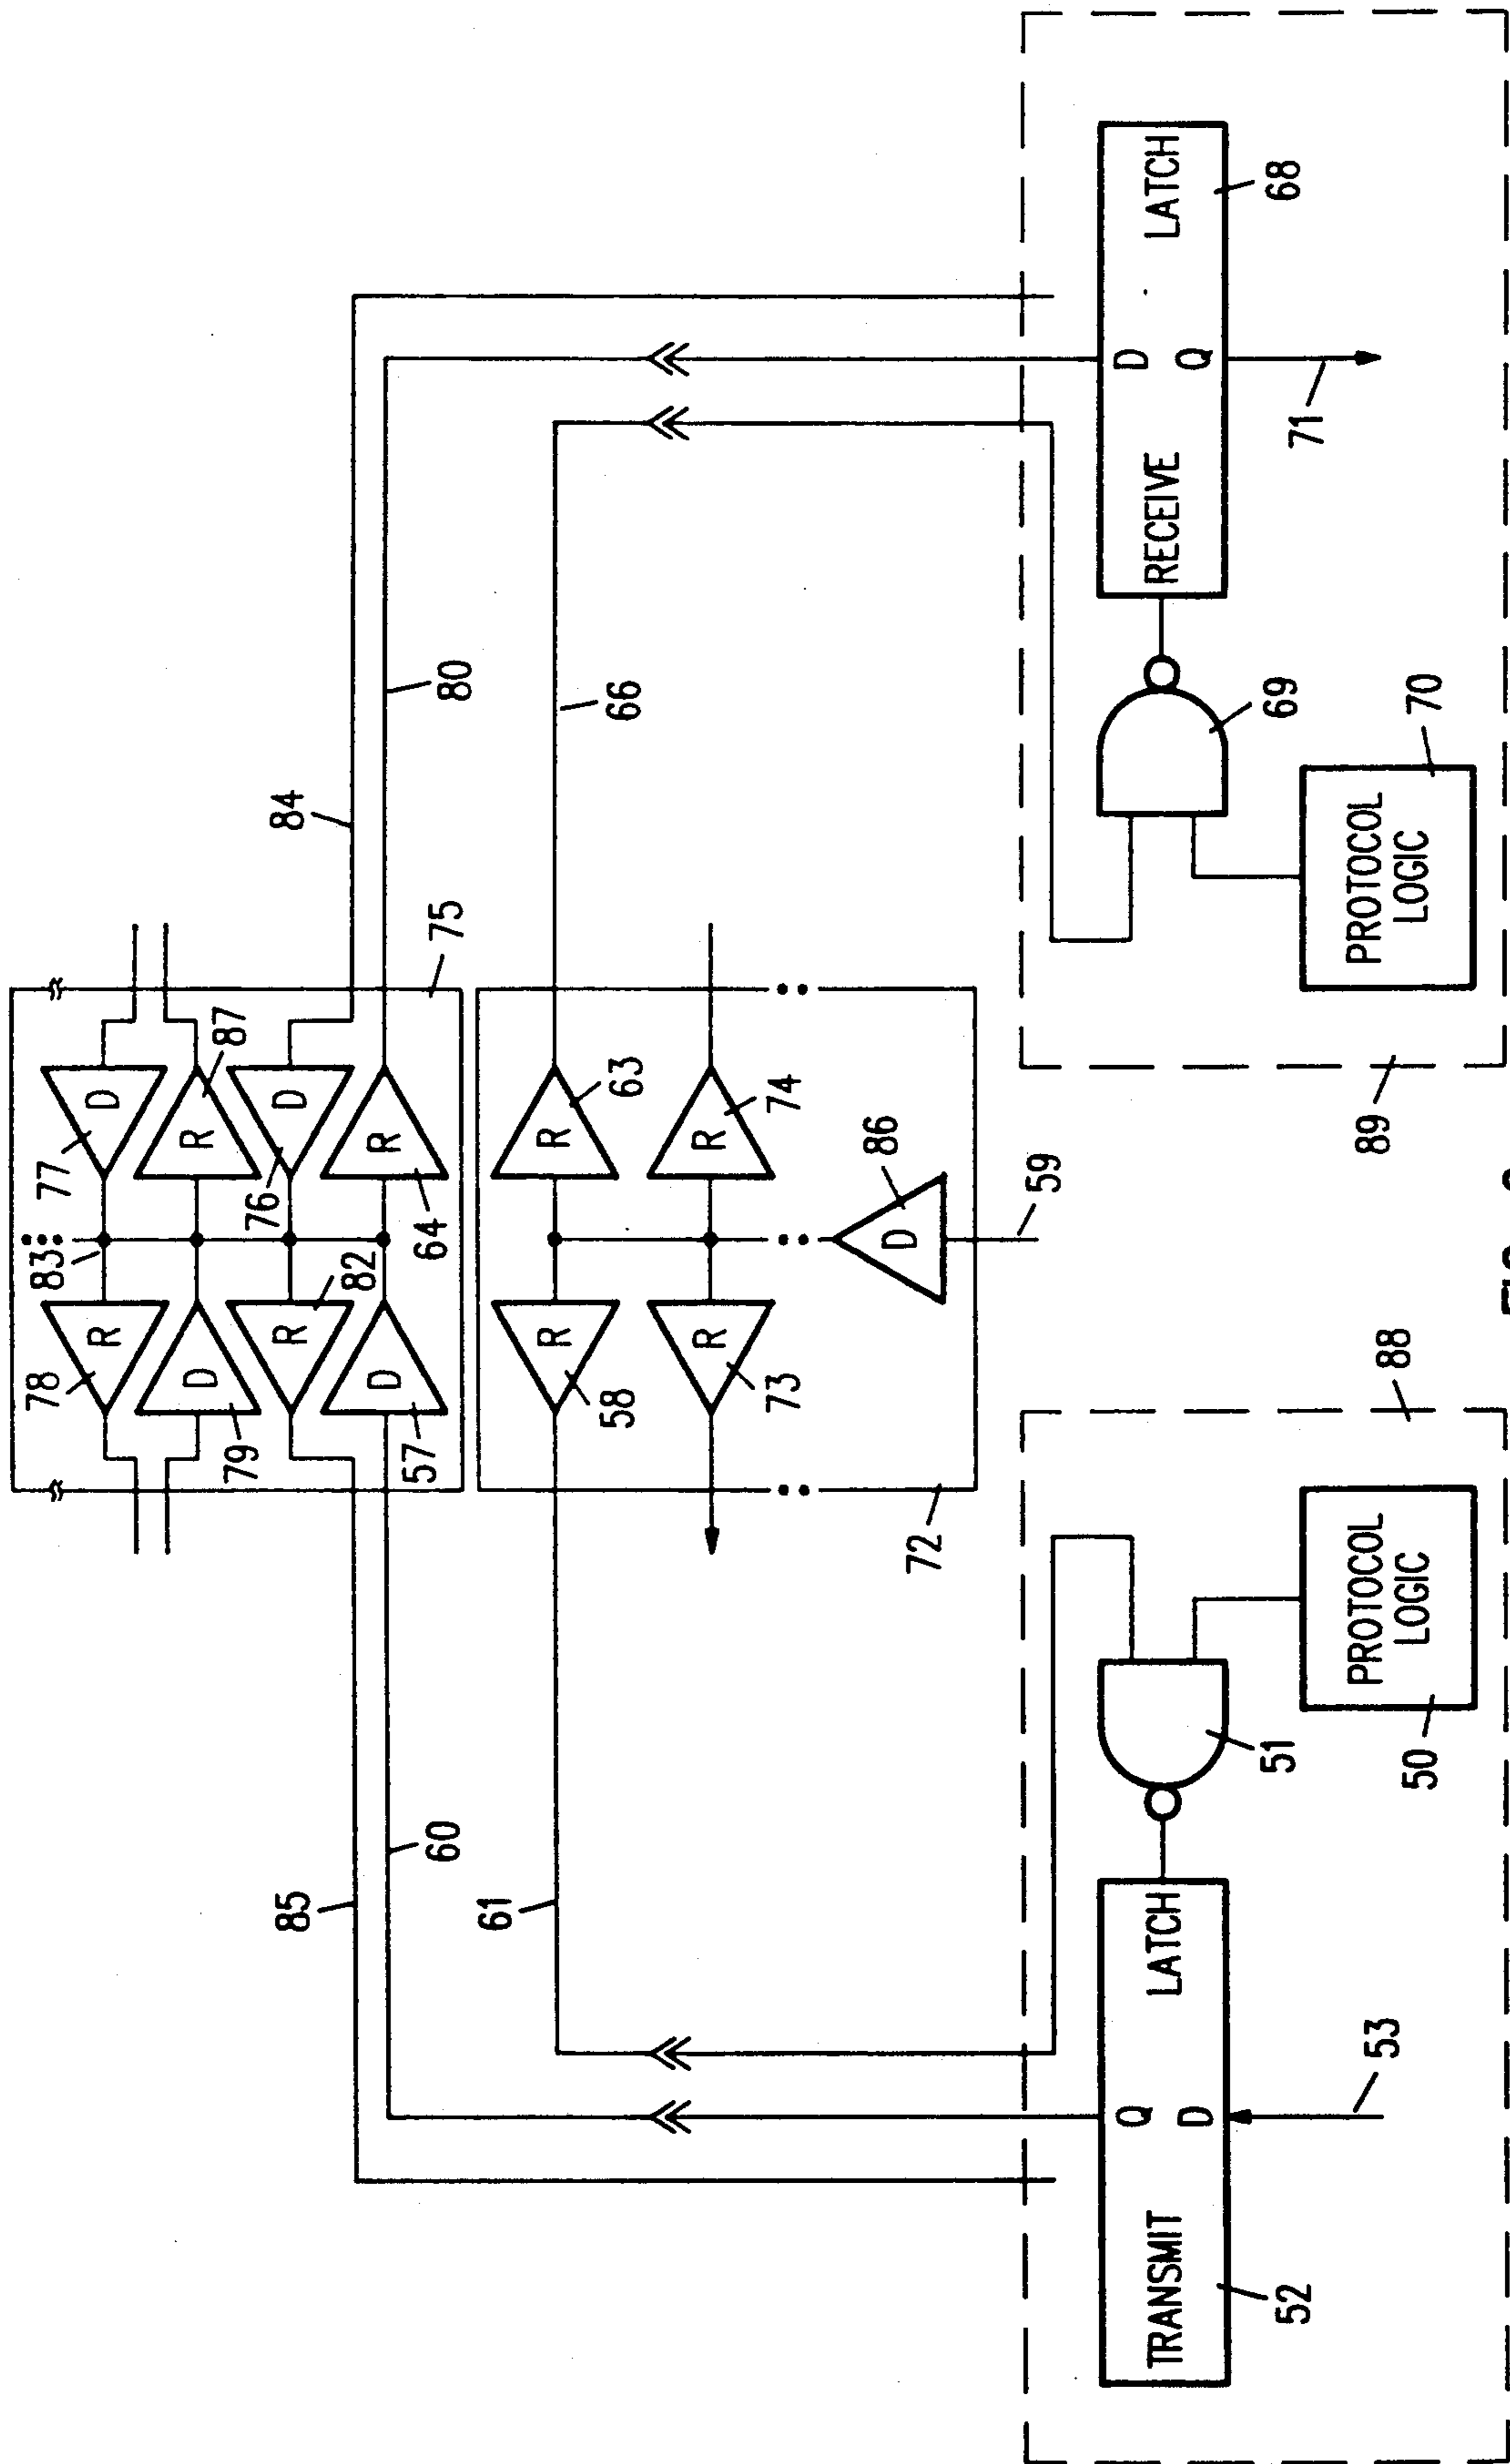 78
83
77
R
D
79
D
R
87
85
R
82
76
D
84
60
D
57
R
64
75
80
61
R
58
R
63
66
R
73
R
74
72
D
86
59
TRANSMIT
Q
D
LATCH
RECEIVE
D
Q
LATCH
52
51
69
68
53
71
PROTOCOL
LOGIC
PROTOCOL
LOGIC
50
88
89
70